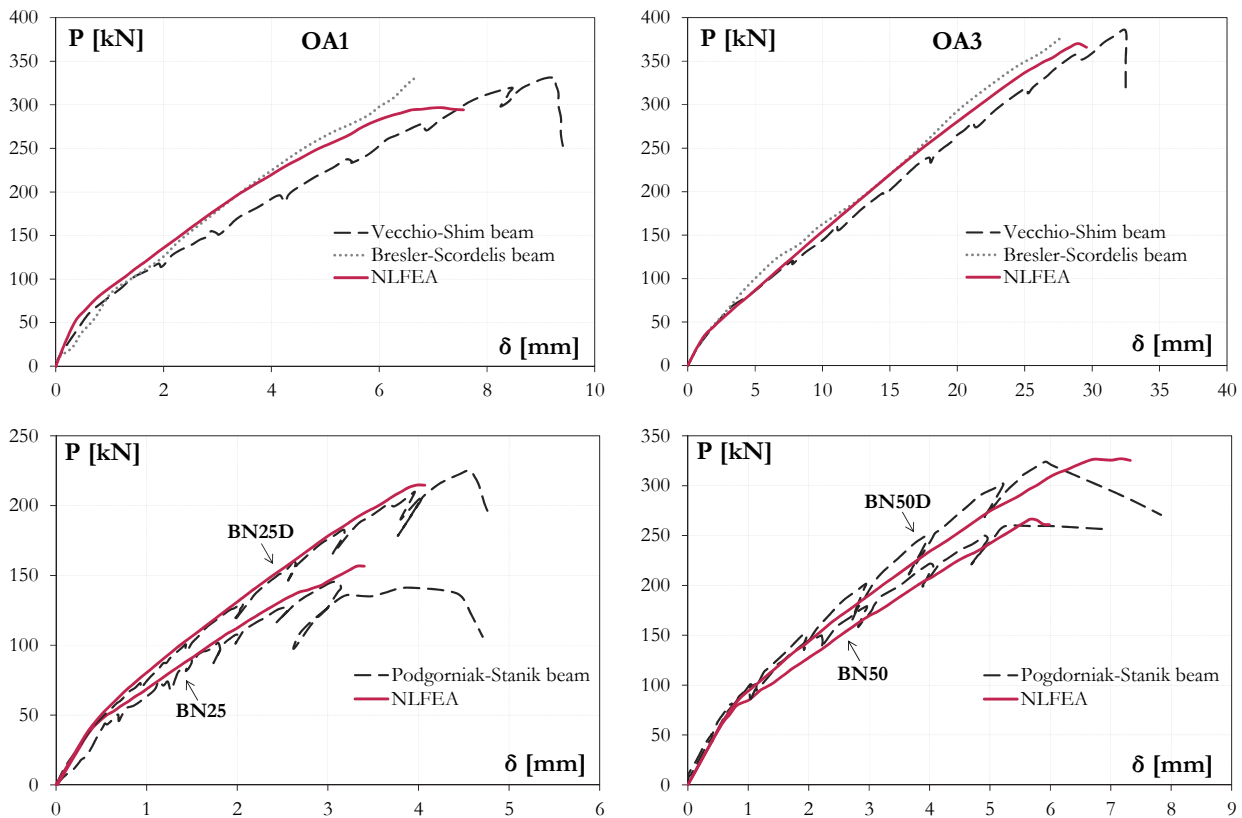 P [kN]
OA1
400
350
300
250
200
150
100
50
0
Vecchio-Shim beam
Bresler-Scordelis beam
NLFEA
δ [mm]
0 2 4 6 8 10
P [kN]
OA3
400
350
300
250
200
150
100
50
0
Vecchio-Shim beam
Bresler-Scordelis beam
NLFEA
δ [mm]
0 5 10 15 20 25 30 35 40
P [kN]
250
200
150
100
50
0
BN25D
BN25
Podgorniak-Stanik beam
NLFEA
δ [mm]
0 1 2 3 4 5 6
P [kN]
350
300
250
200
150
100
50
0
BN50D
BN50
Pogdorniak-Stanik beam
NLFEA
δ [mm]
0 1 2 3 4 5 6 7 8 9